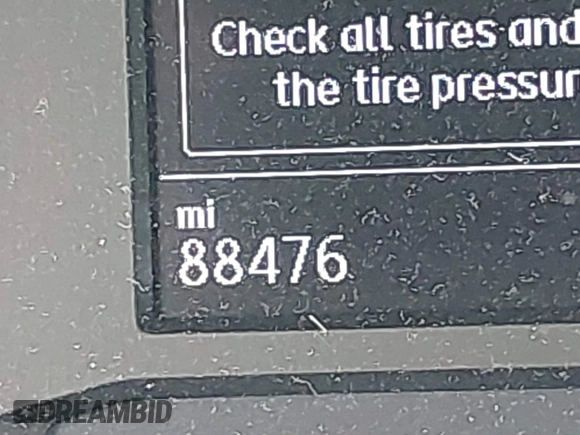 Check all tires and
the tire pressur
mi
88476
DREAMBID